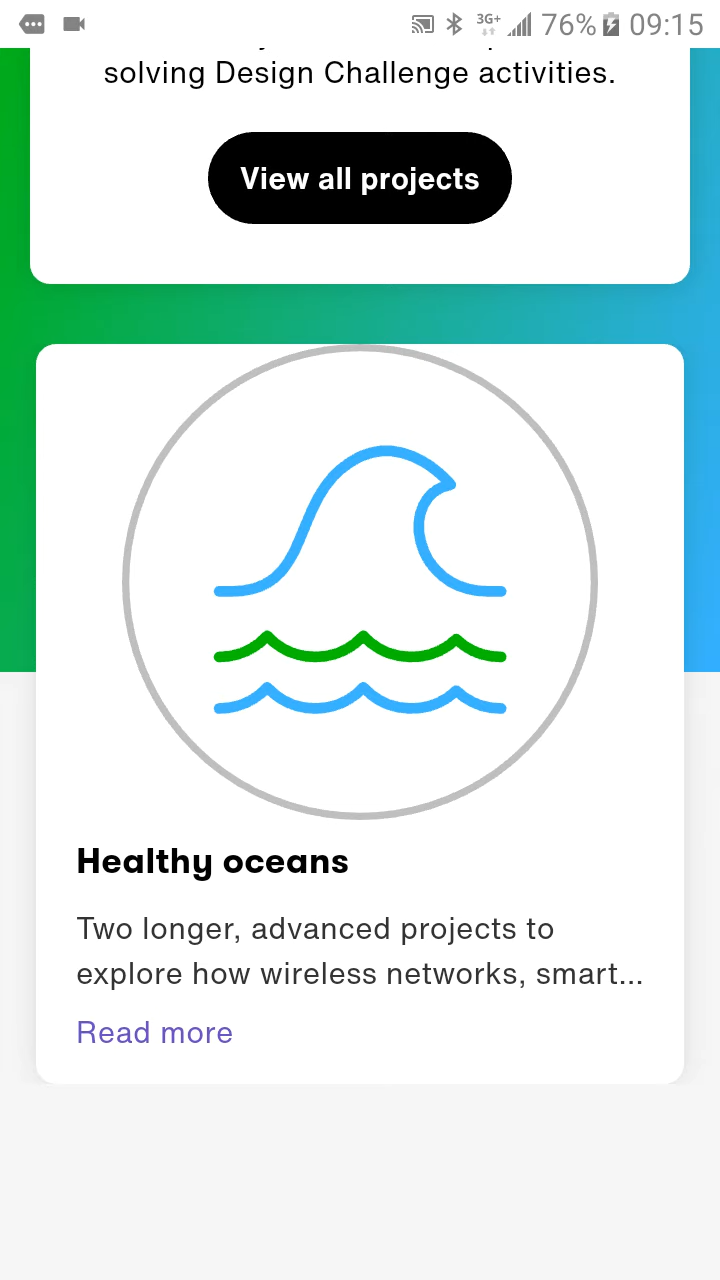 3G+ 76% 09:15
solving Design Challenge activities.
View all projects
Healthy oceans
Two longer, advanced projects to
explore how wireless networks, smart...
Read more